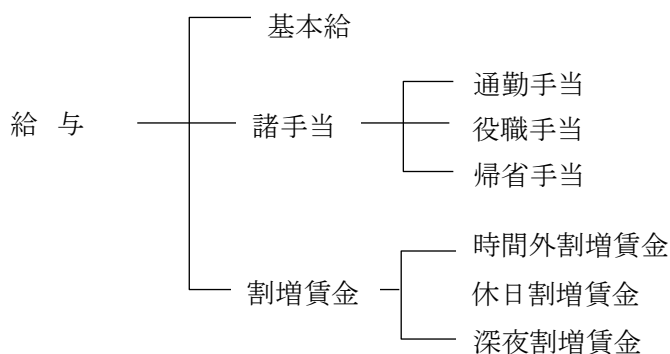 基本給
通勤手当
給与
諸手当
役職手当
帰省手当
時間外割増賃金
割増賃金
休日割増賃金
深夜割増賃金